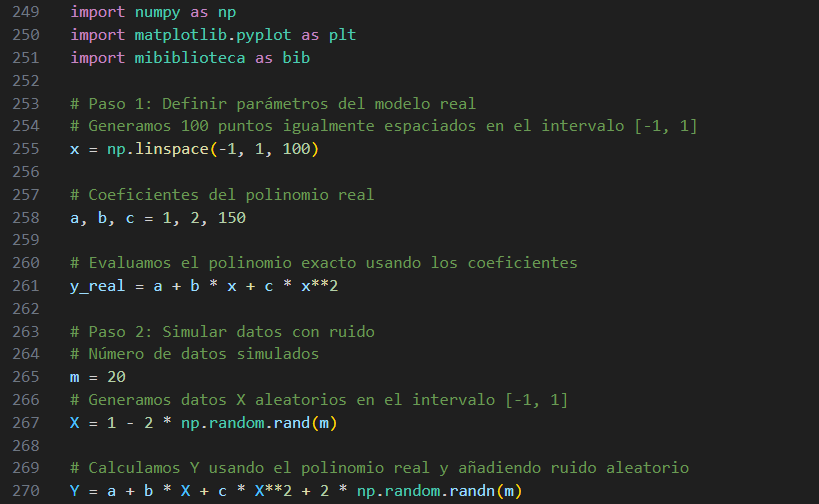 249 import numpy as np
250 import matplotlib.pyplot as plt
251 import mibiblioteca as bib
252
253 # Paso 1: Definir parámetros del modelo real
254 # Generamos 100 puntos igualmente espaciados en el intervalo [-1, 1]
255 x = np.linspace(-1, 1, 100)
256
257 # Coeficientes del polinomio real
258 a, b, c = 1, 2, 150
259
260 # Evaluamos el polinomio exacto usando los coeficientes
261 y_real = a + b * x + c * x**2
262
263 # Paso 2: Simular datos con ruido
264 # Número de datos simulados
265 m = 20
266 # Generamos datos X aleatorios en el intervalo [-1, 1]
267 X = 1 - 2 * np.random.rand(m)
268
269 # Calculamos Y usando el polinomio real y añadiendo ruido aleatorio
270 Y = a + b * X + c * X**2 + 2 * np.random.randn(m)